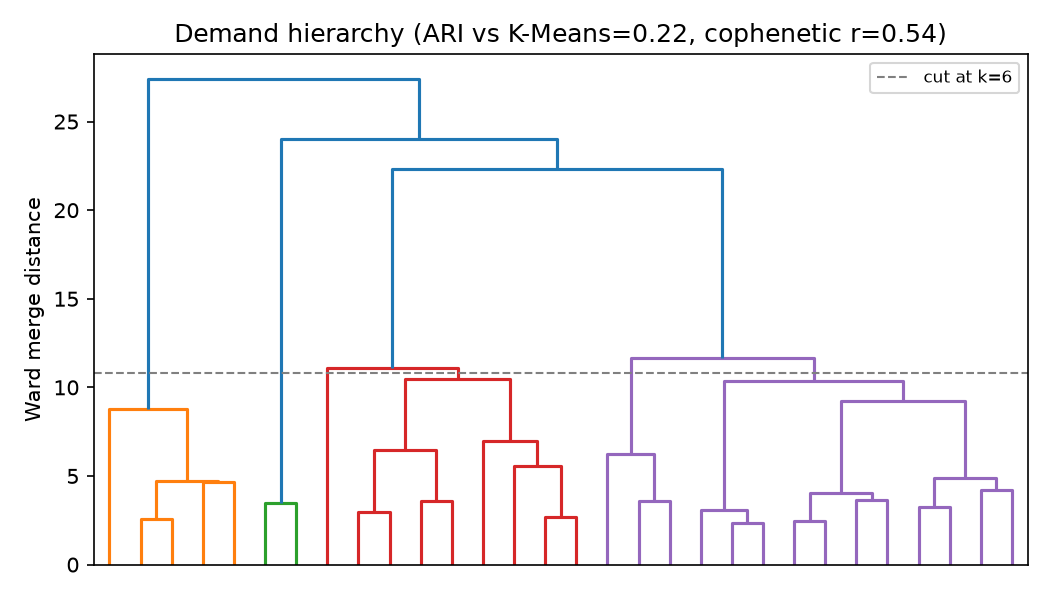 Demand hierarchy (ARI vs K-Means=0.22, cophenetic r=0.54)
cut at k=6
Ward merge distance
25
20
15
10
5
0